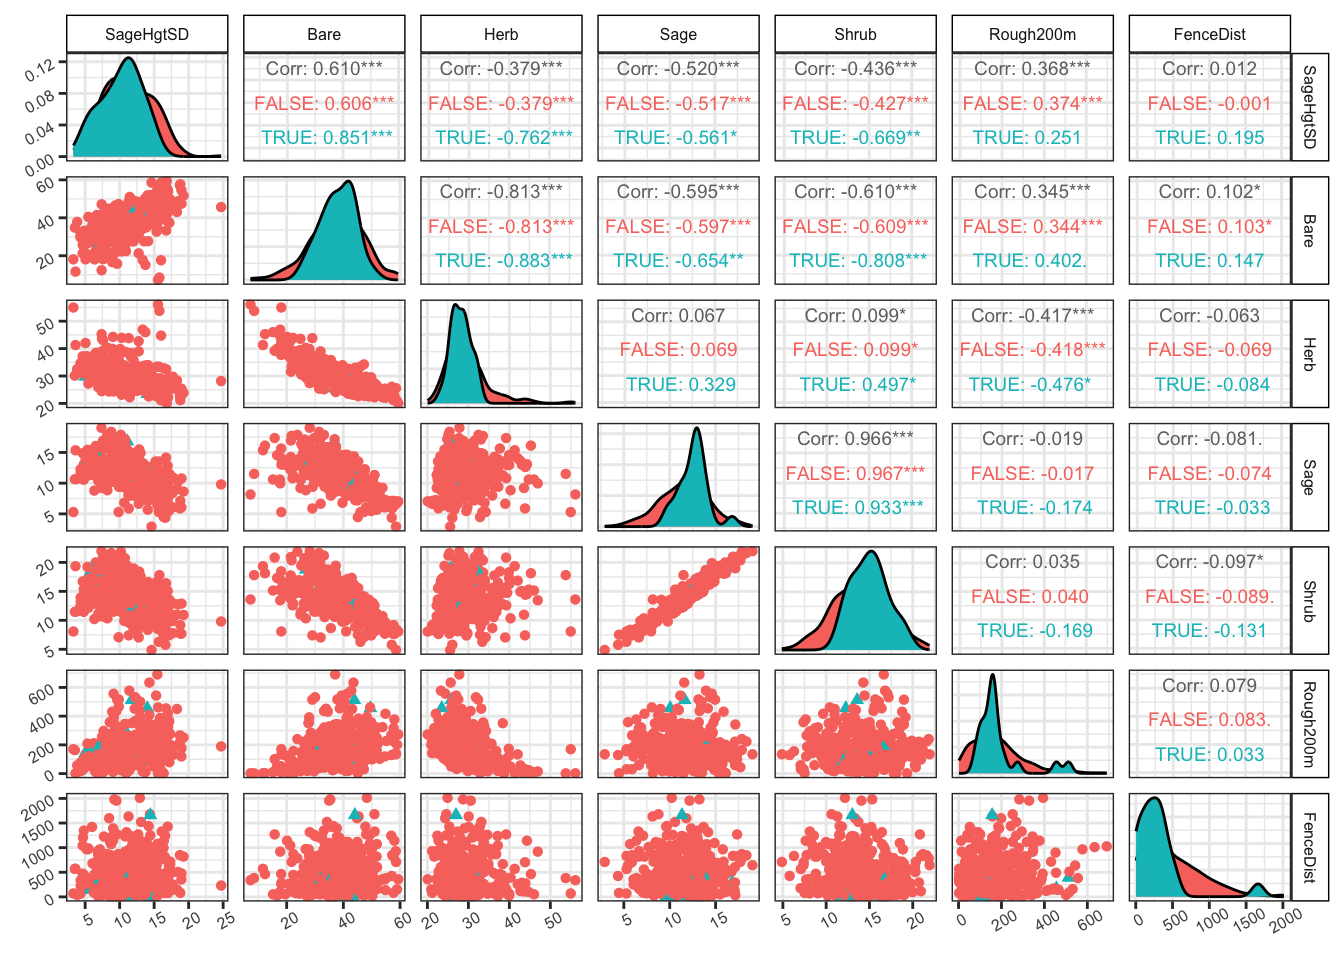 SageHgtSD Bare Herb Sage Shrub Rough200m FenceDist
0.12
0.08
0.04
0.00
Corr: 0.610*** Corr: -0.379*** Corr: -0.520*** Corr: -0.436*** Corr: 0.368*** Corr: 0.012
FALSE: 0.606*** FALSE: -0.379*** FALSE: -0.517*** FALSE: -0.427*** FALSE: 0.374*** FALSE: -0.001
TRUE: 0.851*** TRUE: -0.762*** TRUE: -0.561* TRUE: -0.669** TRUE: 0.251 TRUE: 0.195
SageHgtSD
60
40
20
Corr: -0.813*** Corr: -0.595*** Corr: -0.610*** Corr: 0.345*** Corr: 0.102*
FALSE: -0.813*** FALSE: -0.597*** FALSE: -0.609*** FALSE: 0.344*** FALSE: 0.103*
TRUE: -0.883*** TRUE: -0.654** TRUE: -0.808*** TRUE: 0.402. TRUE: 0.147
Bare
50
40
30
20
Corr: 0.067 Corr: 0.099* Corr: -0.417*** Corr: -0.063
FALSE: 0.069 FALSE: 0.099* FALSE: -0.418*** FALSE: -0.069
TRUE: 0.329 TRUE: 0.497* TRUE: -0.476* TRUE: -0.084
Herb
15
10
5
Corr: 0.966*** Corr: -0.019 Corr: -0.081.
FALSE: 0.967*** FALSE: -0.017 FALSE: -0.074
TRUE: 0.933*** TRUE: -0.174 TRUE: -0.033
Sage
20
15
10
5
Corr: 0.035 Corr: -0.097*
FALSE: 0.040 FALSE: -0.089.
TRUE: -0.169 TRUE: -0.131
Shrub
600
400
200
0
Corr: 0.079
FALSE: 0.083.
TRUE: 0.033
Rough200m
2000
1500
1000
500
0
FenceDist
5 10 15 20 25 20 40 60 20 30 40 50 5 10 15 5 10 15 20 0 200 400 600 0 500 1000 1500 2000